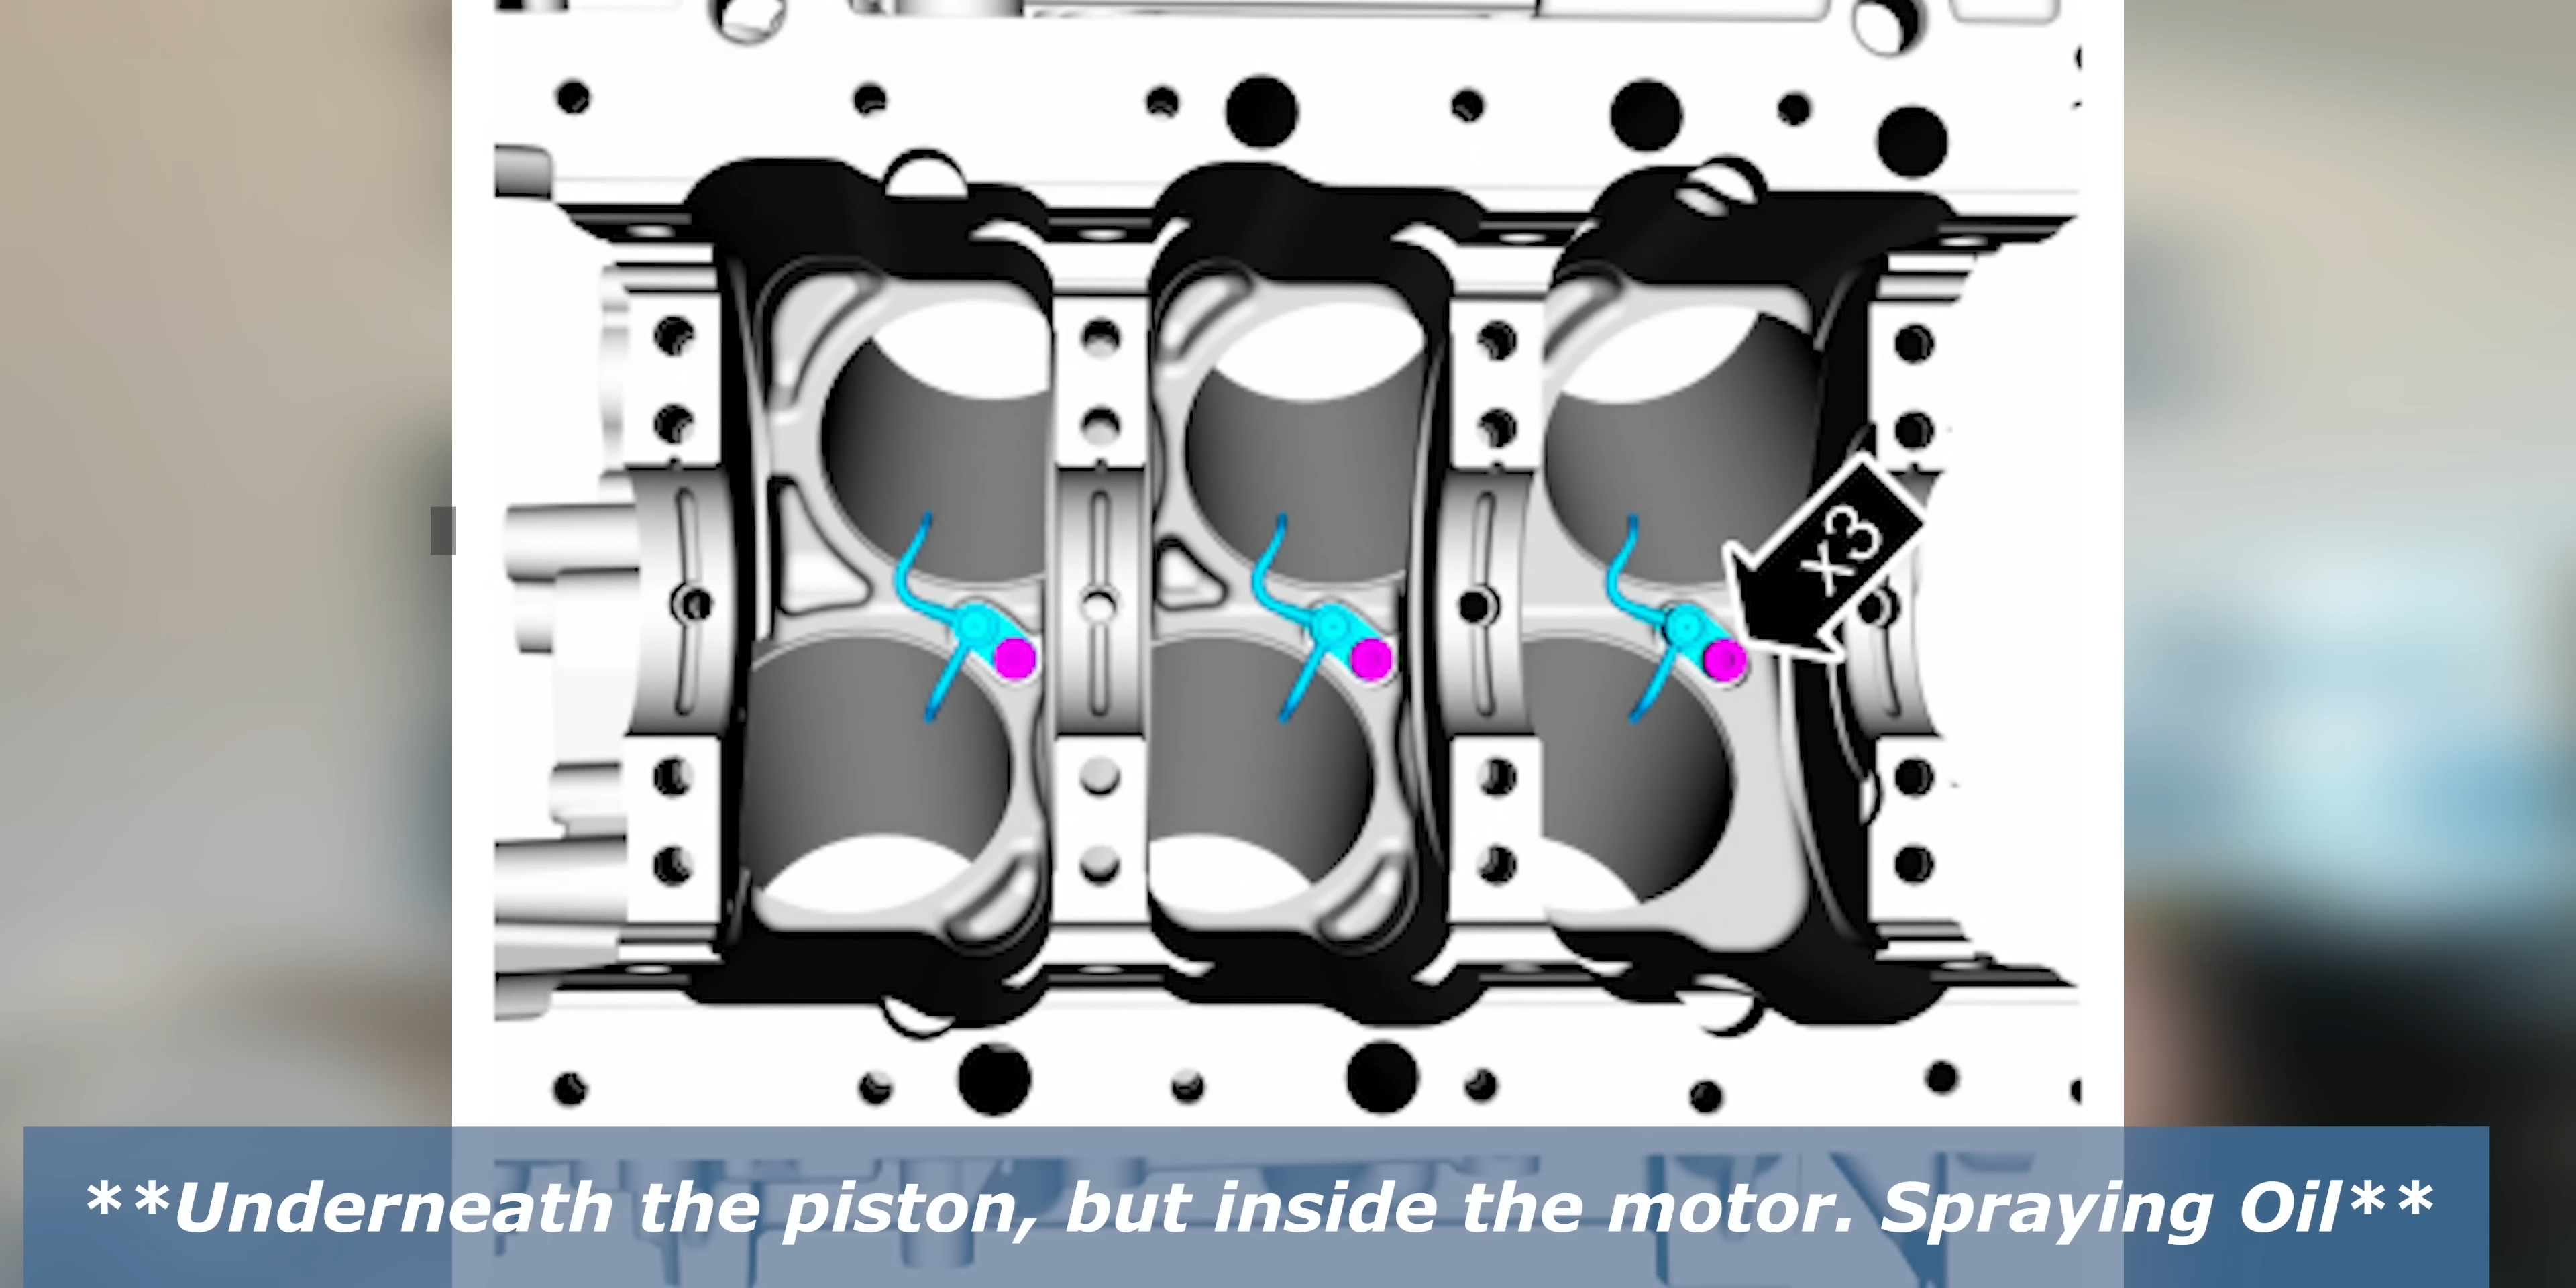 X3
**Underneath the piston, but inside the motor. Spraying Oil**